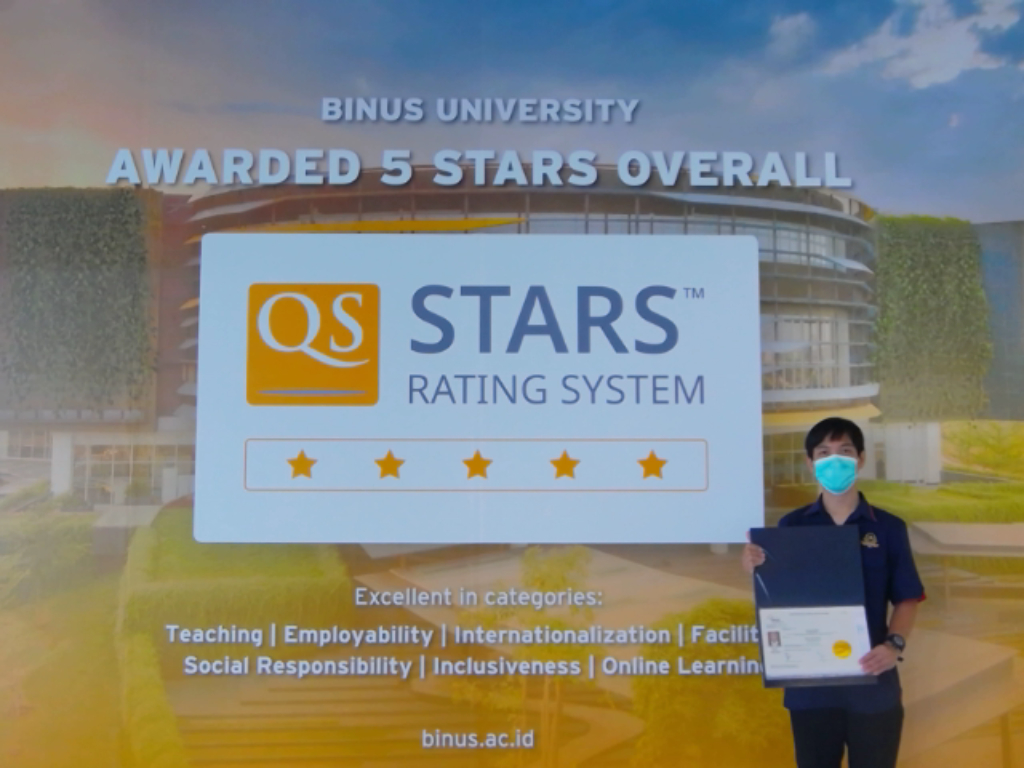 BINUS UNIVERSITY
AWARDED 5 STARS OVERALL
QS
STARS™
RATING SYSTEM
Excellent in categories:
Teaching | Employability | Internationalization | Facilit
Social Responsibility | Inclusiveness | Online Learnin
binus.ac.id